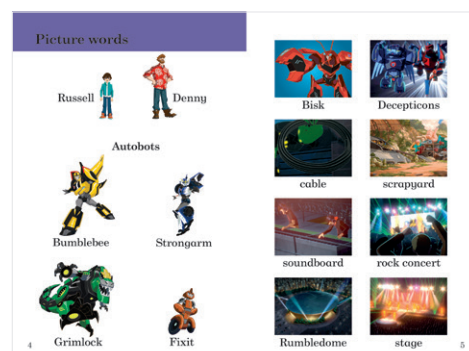 Picture words
Russell
Denny
Autobots
Bumblebee
Strongarm
Grimlock
Fixit
4
Bisk
Decepticons
cable
scrapyard
soundboard
rock concert
Rumbledome
stage
5